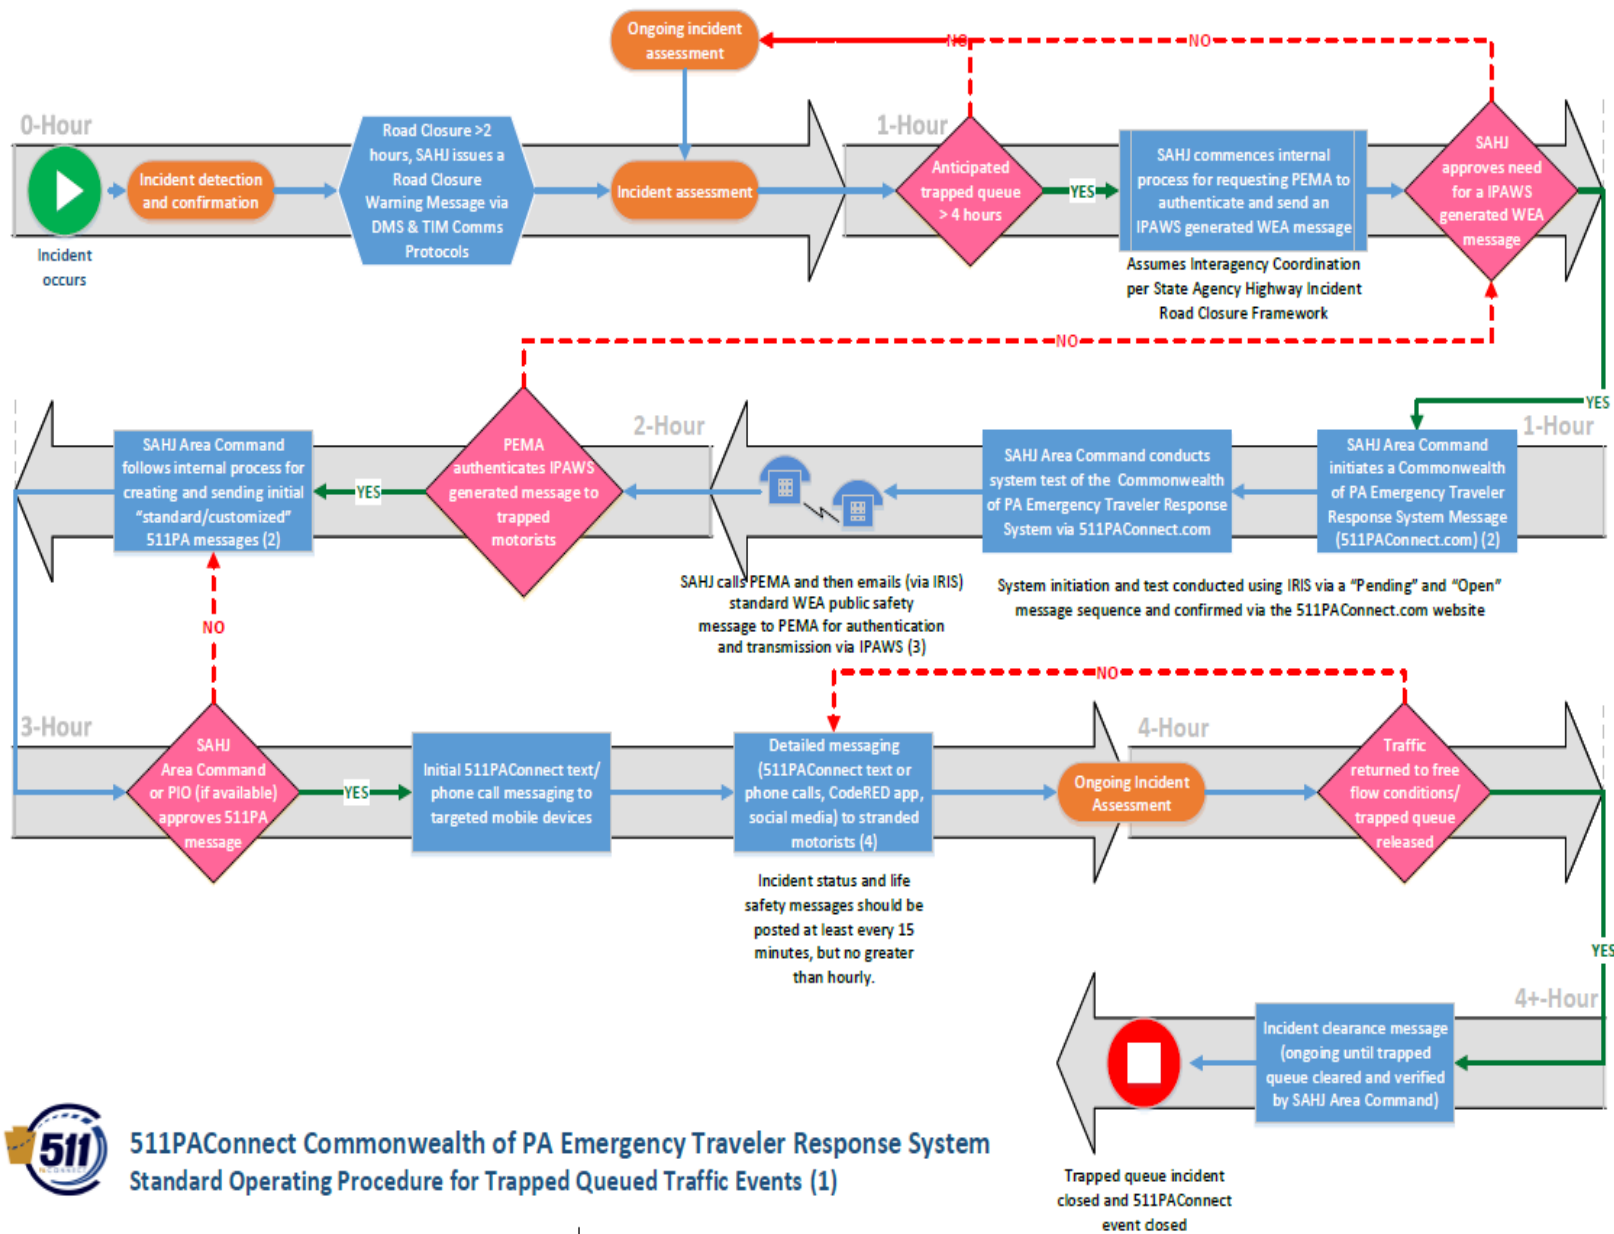 Ongoing incident
assessment
NO
NO
0-Hour
1-Hour
Incident detection
and confirmation
Road Closure >2
hours, SAHJ issues a
Road Closure
Warning Message via
DMS & TIM Comms
Protocols
Incident assessment
Anticipated
trapped queue
> 4 hours
YES
SAHJ commences internal
process for requesting PEMA to
authenticate and send an
IPAWS generated WEA message
SAHJ
approves need
for a IPAWS
generated WEA
message
Incident
occurs
Assumes Interagency Coordination
per State Agency Highway Incident
Road Closure Framework
NO
YES
2-Hour
1-Hour
SAHJ Area Command
follows internal process for
creating and sending initial
“standard/customized”
511PA messages (2)
YES
PEMA
authenticates IPAWS
generated message to
trapped
motorists
SAHJ Area Command conducts
system test of the Commonwealth
of PA Emergency Traveler Response
System via 511PAConnect.com
SAHJ Area Command
initiates a Commonwealth
of PA Emergency Traveler
Response System Message
(511PAConnect.com) (2)
SAHJ calls PEMA and then emails (via IRIS)
standard WEA public safety
message to PEMA for authentication
and transmission via IPAWS (3)
System initiation and test conducted using IRIS via a “Pending” and “Open”
message sequence and confirmed via the 511PAConnect.com website
NO
NO
3-Hour
4-Hour
SAHJ
Area Command
or PIO (if available)
approves 511PA
message
YES
Initial 511PAConnect text/
phone call messaging to
targeted mobile devices
Detailed messaging
(511PAConnect text or
phone calls, CodeRED app,
social media) to stranded
motorists (4)
Ongoing Incident
Assessment
Traffic
returned to free
flow conditions/
trapped queue
released
Incident status and life
safety messages should be
posted at least every 15
minutes, but no greater
than hourly.
YES
4+-Hour
Incident clearance message
(ongoing until trapped
queue cleared and verified
by SAHJ Area Command)
Trapped queue incident
closed and 511PAConnect
event closed
511
CONNECT
511PAConnect Commonwealth of PA Emergency Traveler Response System
Standard Operating Procedure for Trapped Queued Traffic Events (1)